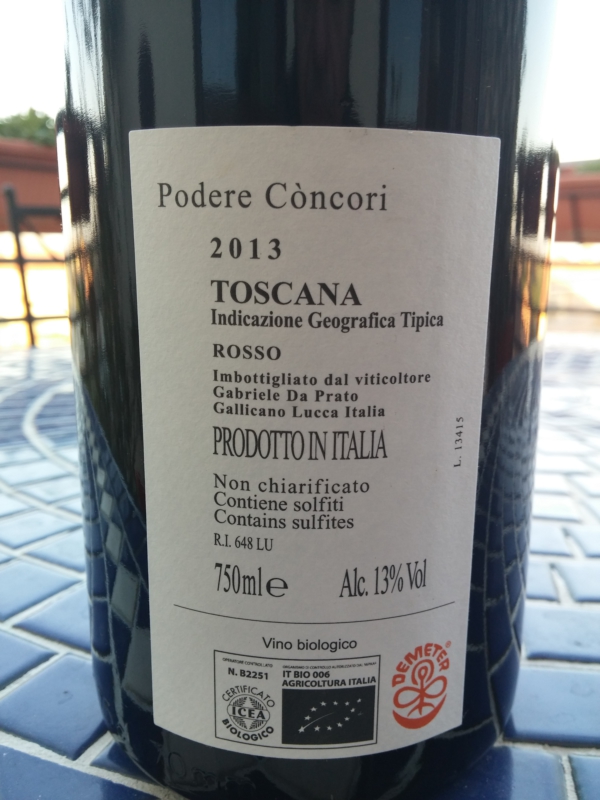 Podere Còncori
2013
TOSCANA
Indicazione Geografica Tipica
ROSSO
Imbottigliato dal viticoltore
Gabriele Da Prato
Gallicano Lucca Italia
PRODOTTO IN ITALIA
L. 13415
Non chiarificato
Contiene solfiti
Contains sulfites
R.I. 648 LU
750ml e Alc. 13% Vol
Vino biologico
OPERATORE CONTROLLATO
N. B2251
IT BIO 006
AGRICOLTURA ITALIA
CERTIFICATO
ICEA
BIOLOGICO
DEMETER®